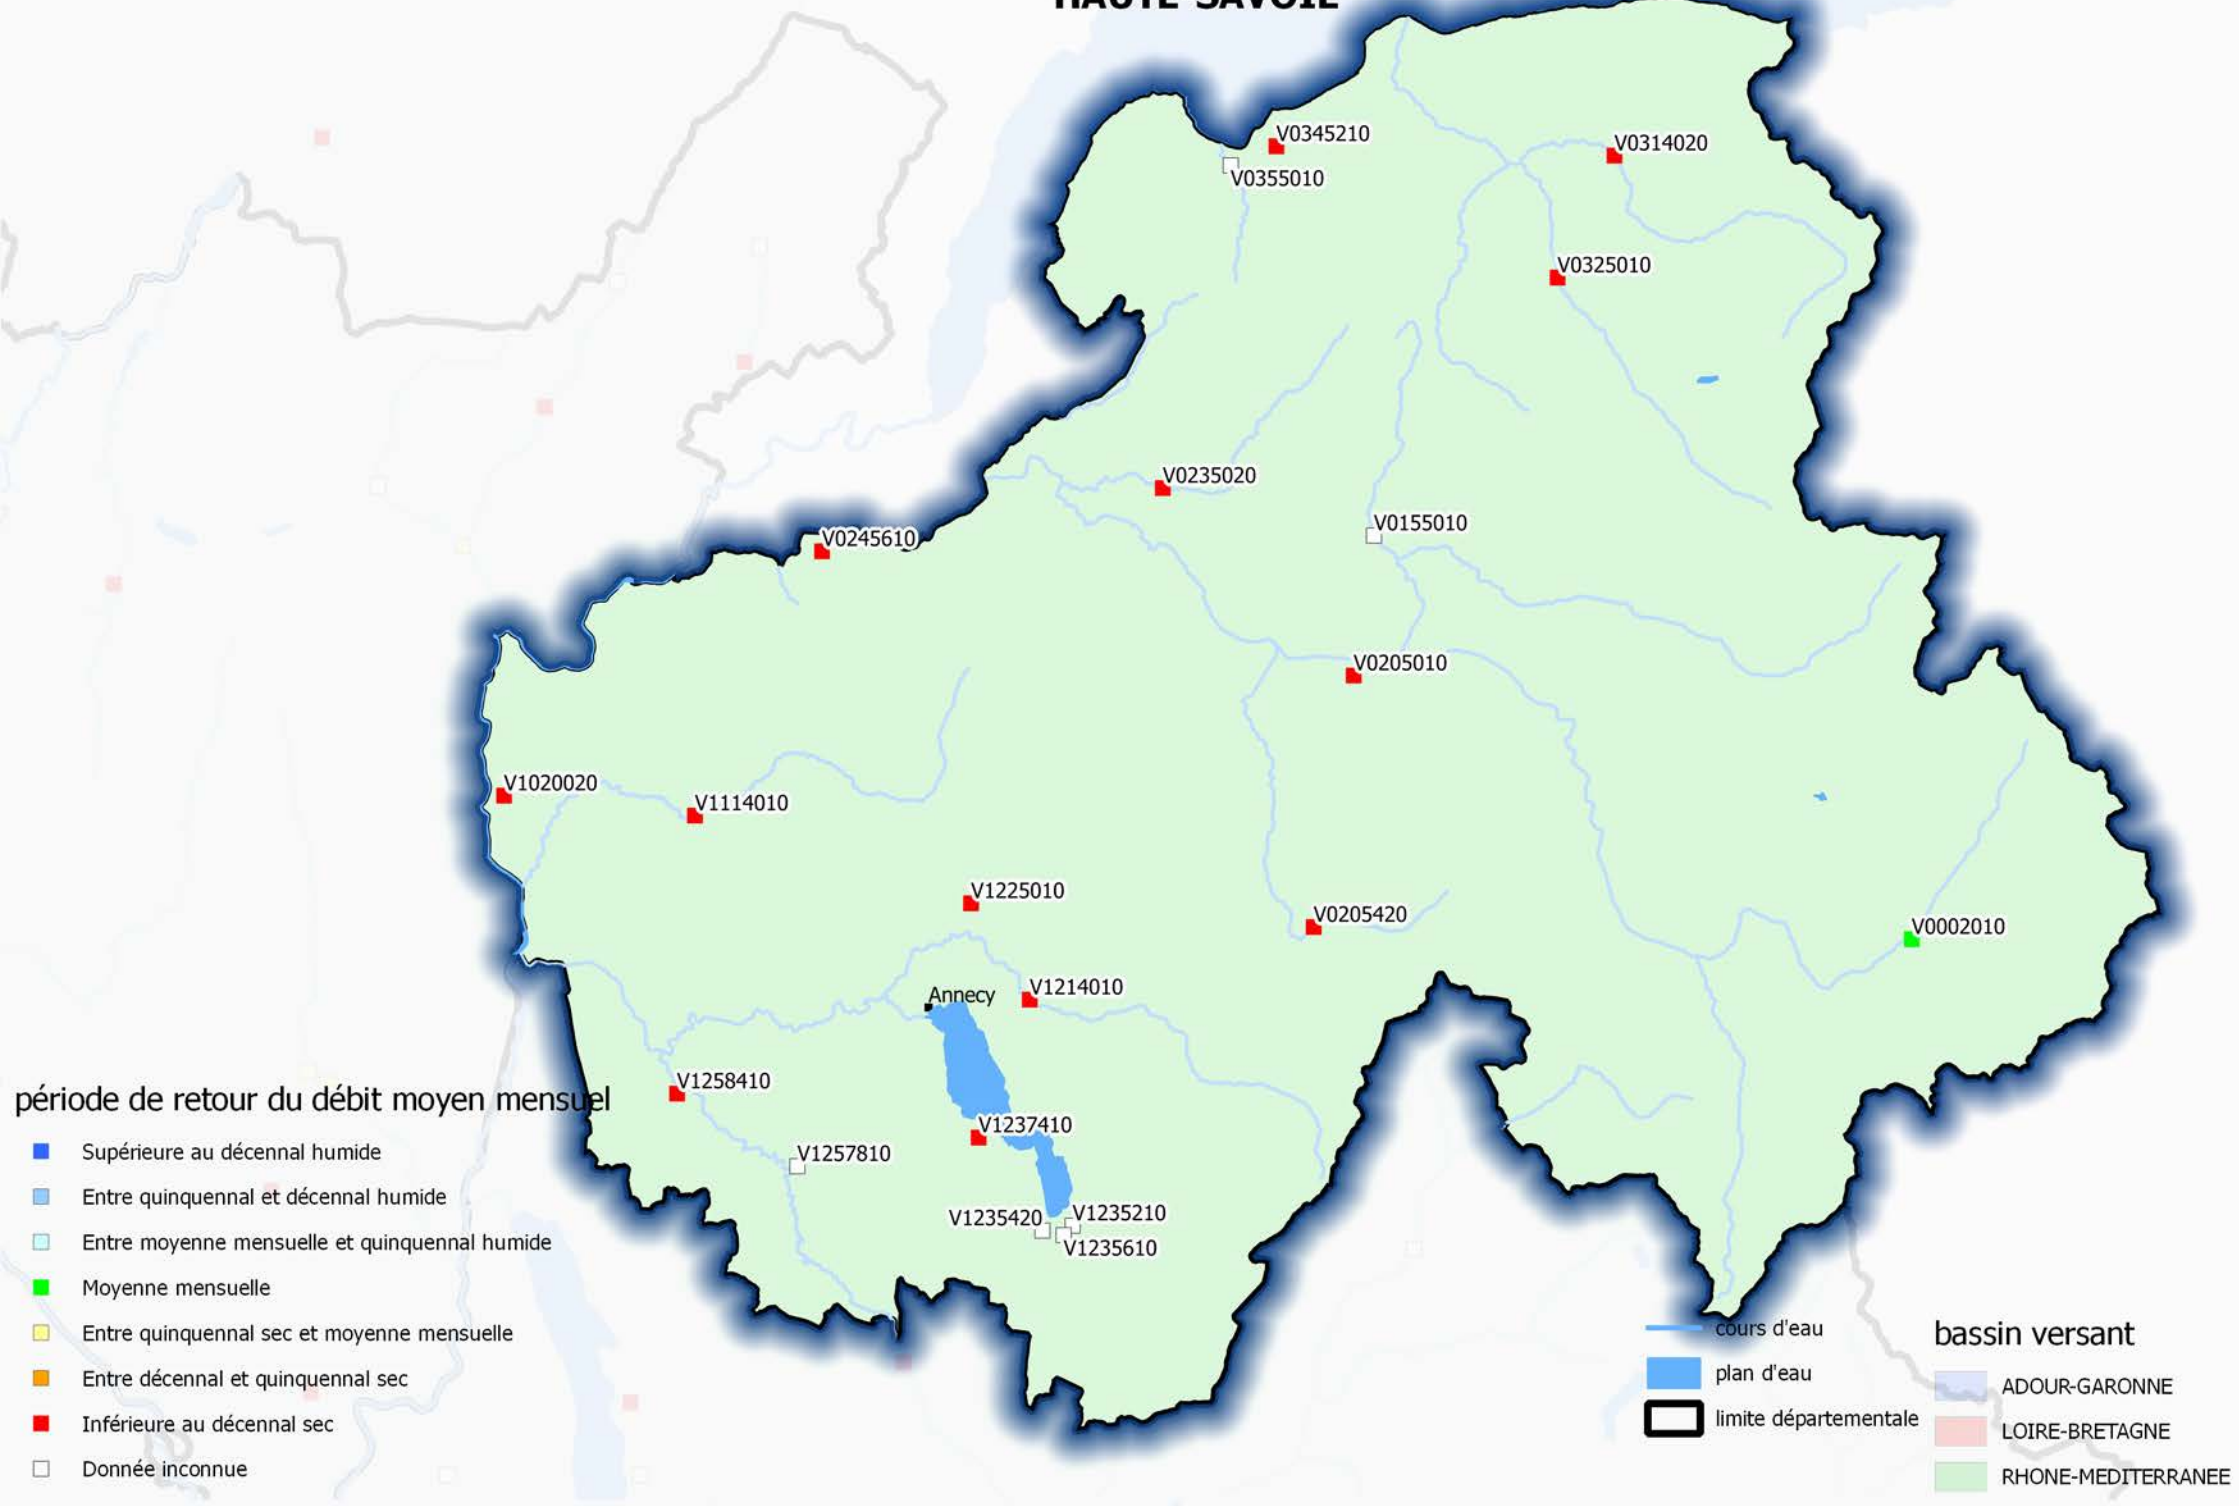 HAUTE-SAVOIE
V0345210
V0314020
V0355010
V0325010
V0235020
V0155010
V0245610
V0205010
V1020020
V1114010
V1225010
V0205420
V0002010
V1214010
Annecy
V1258410
V1237410
V1257810
V1235210
V1235420
V1235610
période de retour du débit moyen mensuel
Supérieure au décennal humide
Entre quinquennal et décennal humide
Entre moyenne mensuelle et quinquennal humide
Moyenne mensuelle
Entre quinquennal sec et moyenne mensuelle
Entre décennal et quinquennal sec
Inférieure au décennal sec
Donnée inconnue
cours d'eau
plan d'eau
limite départementale
bassin versant
ADOUR-GARONNE
LOIRE-BRETAGNE
RHONE-MEDITERRANEE